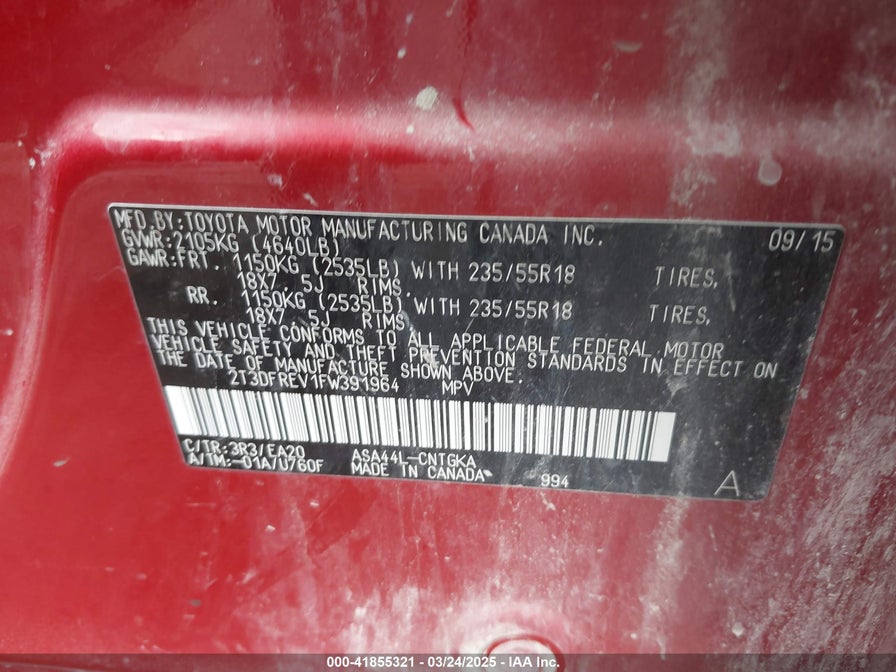 MFD.BY:TOYOTA MOTOR MANUFACTURING CANADA INC. 09/15
GVWR:2105KG (4640LB)
GAWR:FRT. 1150KG (2535LB) WITH 235/55R18 TIRES,
18X7.5J RIMS,
RR. 1150KG (2535LB) WITH 235/55R18 TIRES,
18X7.5J RIMS,
THIS VEHICLE CONFORMS TO ALL APPLICABLE FEDERAL MOTOR
VEHICLE SAFETY AND THEFT PREVENTION STANDARDS IN EFFECT ON
THE DATE OF MANUFACTURE SHOWN ABOVE.
2T3DFREV1FW391964 MPV
C/TR:3R3/EA20 ASA44L-CNTGKA
A/TM:-01A/U760F MADE IN CANADA 994 A
000-41855321 - 03/24/2025 - IAA Inc.